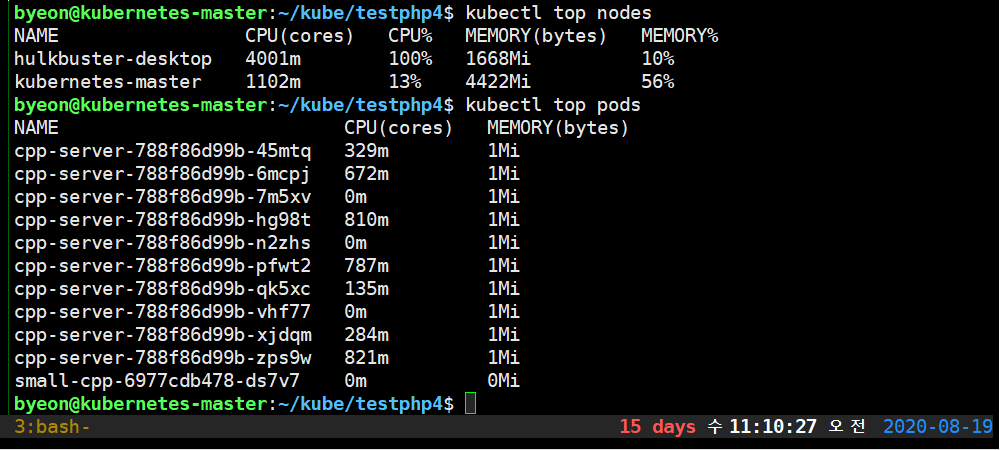 byeon@kubernetes-master:~/kube/testphp4$ kubectl top nodes
NAME CPU(cores) CPU% MEMORY(bytes) MEMORY%
hulkbuster-desktop 4001m 100% 1668Mi 10%
kubernetes-master 1102m 13% 4422Mi 56%
byeon@kubernetes-master:~/kube/testphp4$ kubectl top pods
NAME CPU(cores) MEMORY(bytes)
cpp-server-788f86d99b-45mtq 329m 1Mi
cpp-server-788f86d99b-6mcpj 672m 1Mi
cpp-server-788f86d99b-7m5xv 0m 1Mi
cpp-server-788f86d99b-hg98t 810m 1Mi
cpp-server-788f86d99b-n2zhs 0m 1Mi
cpp-server-788f86d99b-pfwt2 787m 1Mi
cpp-server-788f86d99b-qk5xc 135m 1Mi
cpp-server-788f86d99b-vhf77 0m 1Mi
cpp-server-788f86d99b-xjdqm 284m 1Mi
cpp-server-788f86d99b-zps9w 821m 1Mi
small-cpp-6977cdb478-ds7v7 0m 0Mi
byeon@kubernetes-master:~/kube/testphp4$
3:bash- 15 days 수 11:10:27 오전 2020-08-19